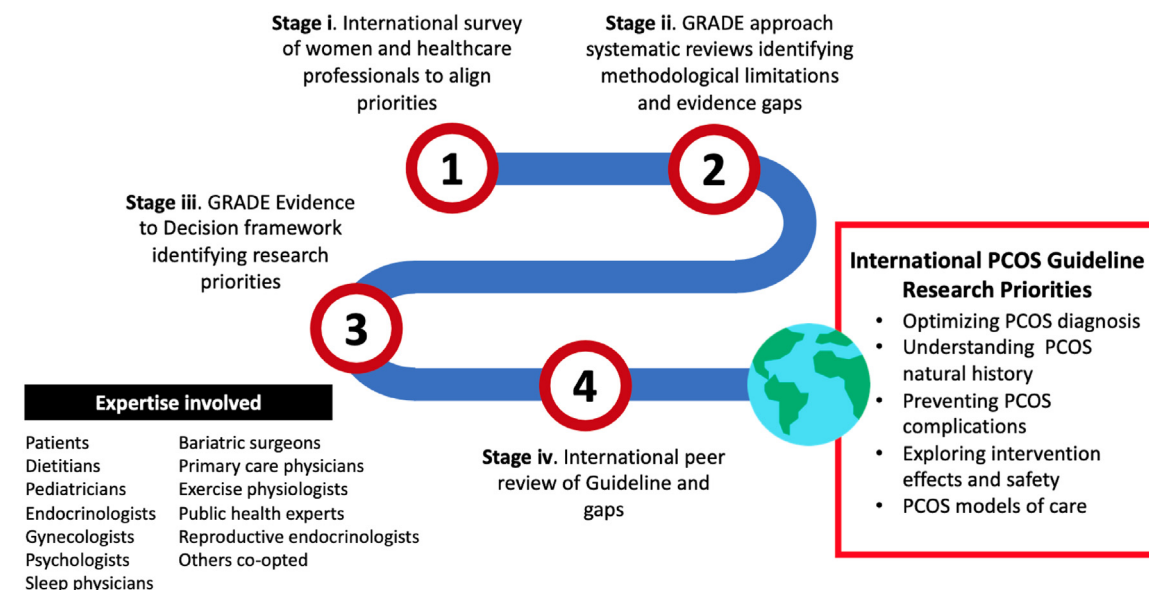 Stage i. International survey
of women and healthcare
professionals to align
priorities
Stage ii. GRADE approach
systematic reviews identifying
methodological limitations
and evidence gaps
1
2
Stage iii. GRADE Evidence
to Decision framework
identifying research
priorities
3
4
Stage iv. International peer
review of Guideline and
gaps
International PCOS Guideline
Research Priorities
• Optimizing PCOS diagnosis
• Understanding PCOS
natural history
• Preventing PCOS
complications
• Exploring intervention
effects and safety
• PCOS models of care
Expertise involved
Patients
Dietitians
Pediatricians
Endocrinologists
Gynecologists
Psychologists
Sleep physicians
Bariatric surgeons
Primary care physicians
Exercise physiologists
Public health experts
Reproductive endocrinologists
Others co-opted